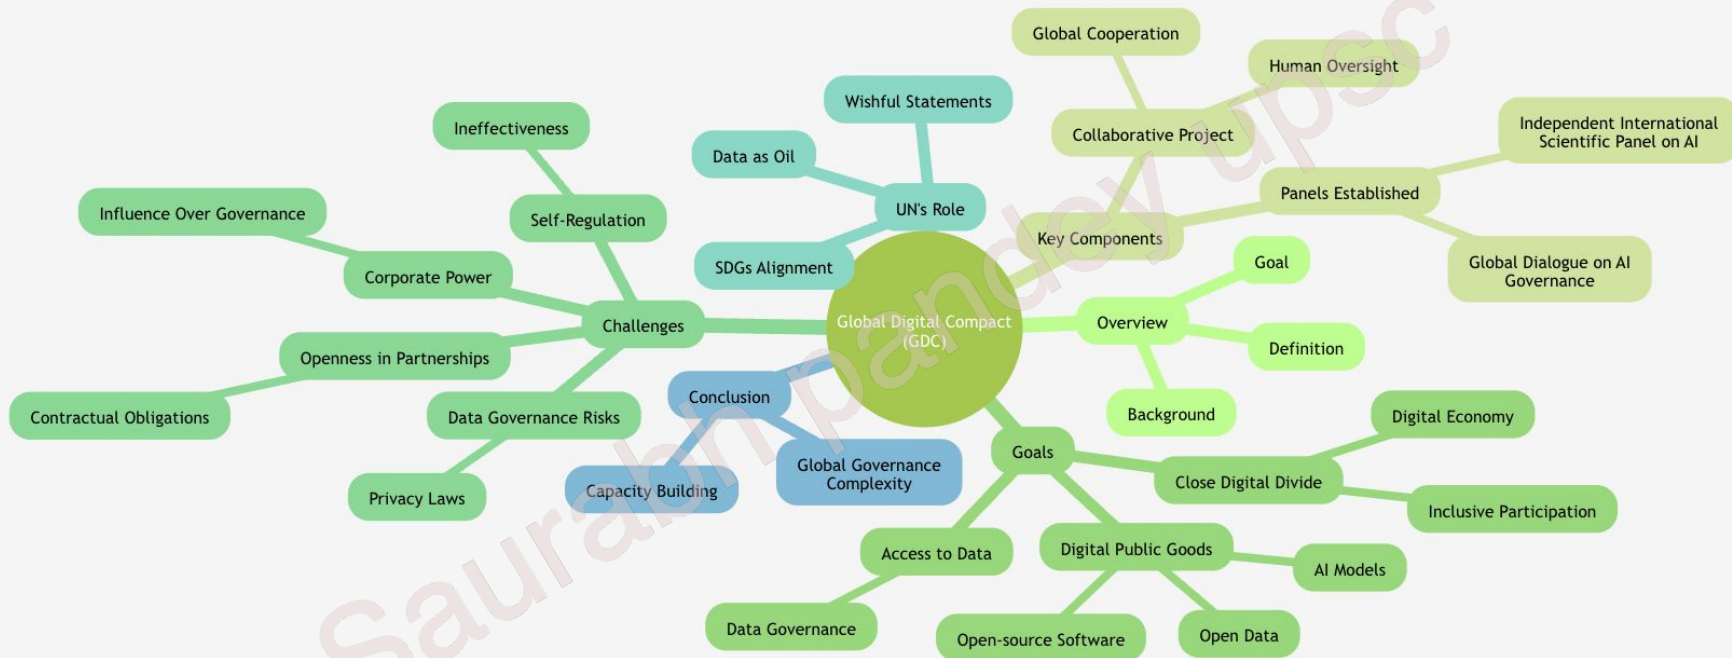 Global Digital Compact
(GDC)
Overview
Goal
Definition
Background
Key Components
Collaborative Project
Global Cooperation
Human Oversight
Panels Established
Independent International
Scientific Panel on AI
Global Dialogue on AI
Governance
Goals
Close Digital Divide
Digital Economy
Inclusive Participation
Digital Public Goods
AI Models
Open Data
Open-source Software
Access to Data
Data Governance
UN's Role
Wishful Statements
Data as Oil
SDGs Alignment
Challenges
Self-Regulation
Ineffectiveness
Corporate Power
Influence Over Governance
Openness in Partnerships
Contractual Obligations
Data Governance Risks
Privacy Laws
Conclusion
Capacity Building
Global Governance
Complexity
Saurabh pandey upsc